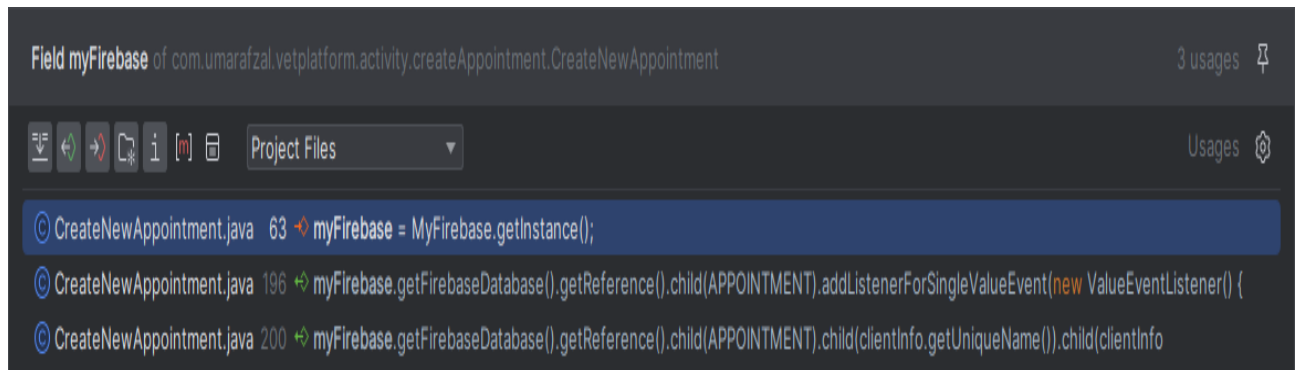 Field myFirebase of com.umarafzal.vetplatform.activity.createAppointment.CreateNewAppointment 3 usages
Project Files Usages
CreateNewAppointment.java 63 myFirebase = MyFirebase.getInstance();
CreateNewAppointment.java 196 myFirebase.getFirebaseDatabase().getReference().child(APPOINTMENT).addListenerForSingleValueEvent(new ValueEventListener() {
CreateNewAppointment.java 200 myFirebase.getFirebaseDatabase().getReference().child(APPOINTMENT).child(clientInfo.getUniqueName()).child(clientInfo